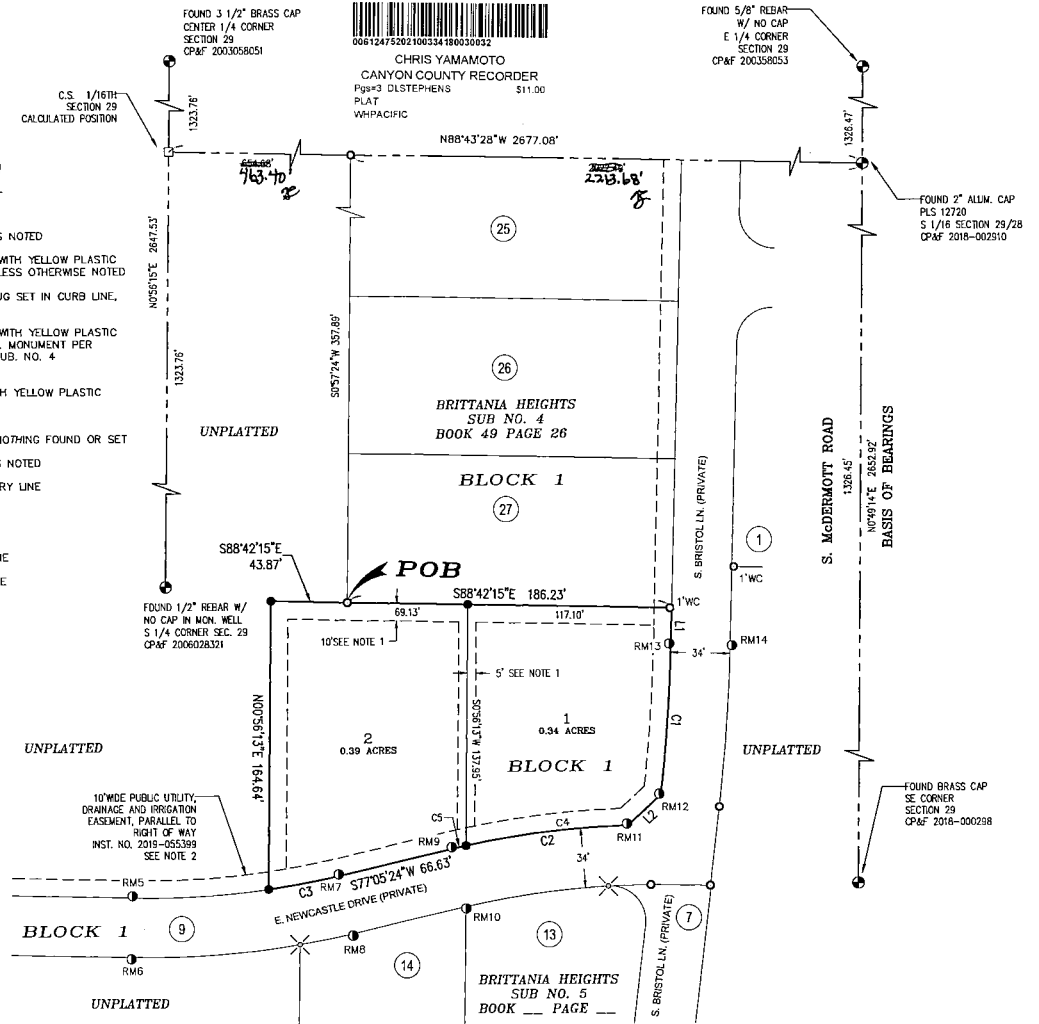 FOUND 3 1/2" BRASS CAP
CENTER 1/4 CORNER
SECTION 29
CP&F 2003058051
00612475202100334180030032
CHRIS YAMAMOTO
CANYON COUNTY RECORDER
Pgs=3 DLSTEPHENS $11.00
PLAT
WHPACIFIC
FOUND 5/8" REBAR
W/ NO CAP
E 1/4 CORNER
SECTION 29
CP&F 200358053
C.S. 1/16TH
SECTION 29
CALCULATED POSITION
1323.76'
N88°43'28"W 2677.08'
1326.47'
463.40
2213.68'
FOUND 2" ALUM. CAP
PLS 12720
S 1/16 SECTION 29/28
CP&F 2018-002910
S NOTED
WITH YELLOW PLASTIC
LESS OTHERWISE NOTED
UG SET IN CURB LINE,
WITH YELLOW PLASTIC
MONUMENT PER
SUB. NO. 4
H YELLOW PLASTIC
NOTHING FOUND OR SET
S NOTED
RY LINE
NE
E
N0°56'15"E 2647.53'
1323.76'
S0°57'24"W 357.89'
UNPLATTED
25
26
BRITTANIA HEIGHTS
SUB NO. 4
BOOK 49 PAGE 26
BLOCK 1
27
S. BRISTOL LN. (PRIVATE)
1
1'WC
S. McDERMOTT ROAD
1326.45'
N0°49'14"E 2652.92'
BASIS OF BEARINGS
S88°42'15"E
43.87'
POB
S88°42'15"E 186.23'
69.13'
117.10'
1'WC
FOUND 1/2" REBAR W/
NO CAP IN MON. WELL
S 1/4 CORNER SEC. 29
CP&F 2006028321
10'SEE NOTE 1
5' SEE NOTE 1
L1
RM13
34'
RM14
N00°56'13"E 164.64'
S0°56'13"W 137.95'
C1
UNPLATTED
2
0.39 ACRES
1
0.34 ACRES
BLOCK 1
UNPLATTED
10'WIDE PUBLIC UTILITY,
DRAINAGE AND IRRIGATION
EASEMENT, PARALLEL TO
RIGHT OF WAY
INST. NO. 2019-055399
SEE NOTE 2
FOUND BRASS CAP
SE CORNER
SECTION 29
CP&F 2018-000298
RM12
L2
RM11
C5
C4
C2
RM9
34'
RM5
C3
RM7
S77°05'24"W 66.63'
E. NEWCASTLE DRIVE (PRIVATE)
RM10
BLOCK 1
9
RM8
RM6
13
7
14
S. BRISTOL LN. (PRIVATE)
BRITTANIA HEIGHTS
SUB NO. 5
BOOK __ PAGE __
UNPLATTED